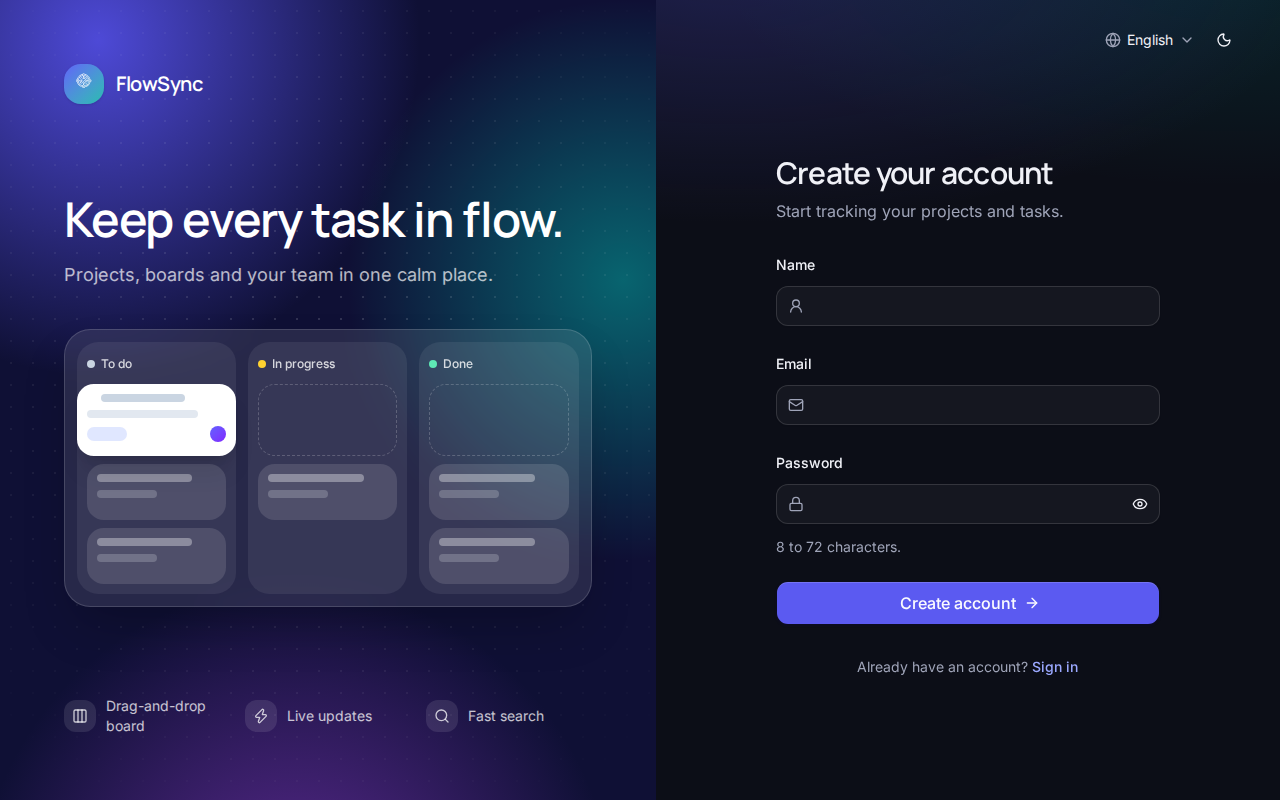 FlowSync
Keep every task in flow.
Projects, boards and your team in one calm place.
To do
In progress
Done
Drag-and-drop
board
Live updates
Fast search
English
Create your account
Start tracking your projects and tasks.
Name
Email
Password
8 to 72 characters.
Create account
Already have an account? Sign in